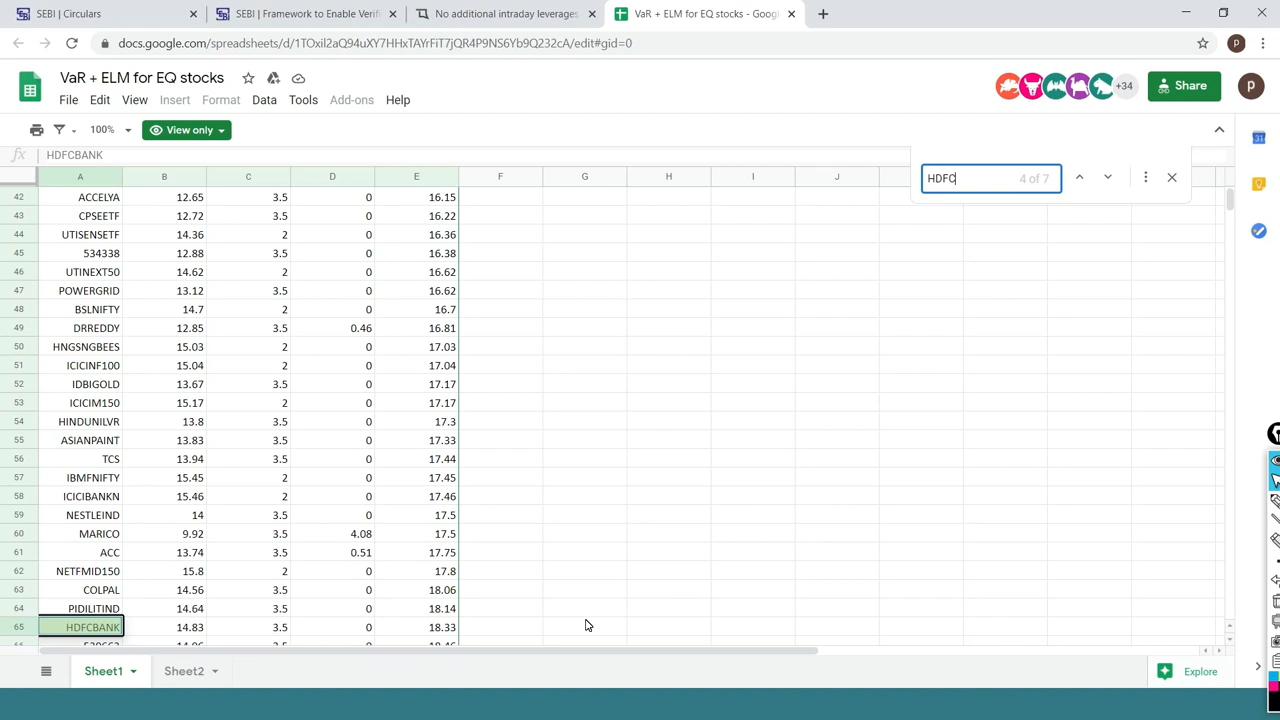 SEBI | Circulars
SEBI | Framework to Enable Verifi
No additional intraday leverages
VaR + ELM for EQ stocks - Goog
docs.google.com/spreadsheets/d/1TOxil2aQ94uXY7HHxTAYrFiT7jQR4P9NS6Yb9Q232cA/edit#gid=0
p
VaR + ELM for EQ stocks
+34
Share
p
File Edit View Insert Format Data Tools Add-ons Help
100% View only
fx HDFCBANK
HDFC 4 of 7
A B C D E F G H I J
42 ACCELYA 12.65 3.5 0 16.15
43 CPSEETF 12.72 3.5 0 16.22
44 UTISENSETF 14.36 2 0 16.36
45 534338 12.88 3.5 0 16.38
46 UTINEXT50 14.62 2 0 16.62
47 POWERGRID 13.12 3.5 0 16.62
48 BSLNIFTY 14.7 2 0 16.7
49 DRREDDY 12.85 3.5 0.46 16.81
50 HNGSNGBEES 15.03 2 0 17.03
51 ICICINF100 15.04 2 0 17.04
52 IDBIGOLD 13.67 3.5 0 17.17
53 ICICIM150 15.17 2 0 17.17
54 HINDUNILVR 13.8 3.5 0 17.3
55 ASIANPAINT 13.83 3.5 0 17.33
56 TCS 13.94 3.5 0 17.44
57 IBMFNIFTY 15.45 2 0 17.45
58 ICICIBANKN 15.46 2 0 17.46
59 NESTLEIND 14 3.5 0 17.5
60 MARICO 9.92 3.5 4.08 17.5
61 ACC 13.74 3.5 0.51 17.75
62 NETFMID150 15.8 2 0 17.8
63 COLPAL 14.56 3.5 0 18.06
64 PIDILITIND 14.64 3.5 0 18.14
65 HDFCBANK 14.83 3.5 0 18.33
Sheet1 Sheet2
Explore